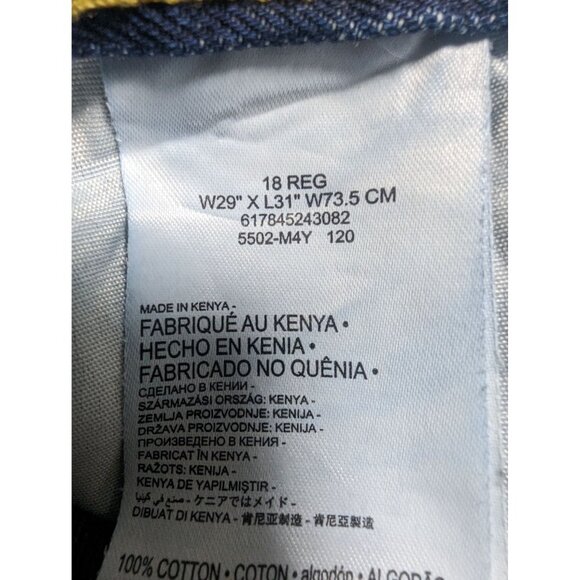 18 REG
W29" X L31" W73.5 CM
617845243082
5502-M4Y 120
MADE IN KENYA -
FABRIQUÉ AU KENYA •
HECHO EN KENIA •
FABRICADO NO QUÊNIA •
СДЕЛАНО В КЕНИИ -
SZÁRMAZÁSI ORSZÁG: KENYA -
ZEMLJA PROIZVODNJE: KENIJA -
DRŽAVA PROIZVODNJE: KENIJA -
ПРОИЗВЕДЕНО В КЕНИЯ -
FABRICAT ÎN KENYA -
RAŽOTS: KENIJA -
KENYA DE YAPILMIŞTIR -
صنع في كينيا - ケニアではメイド -
DIBUAT DI KENYA - 肯尼亚制造 - 肯尼亞製造
100% COTTON • COTON • algodón • ALGODÃO